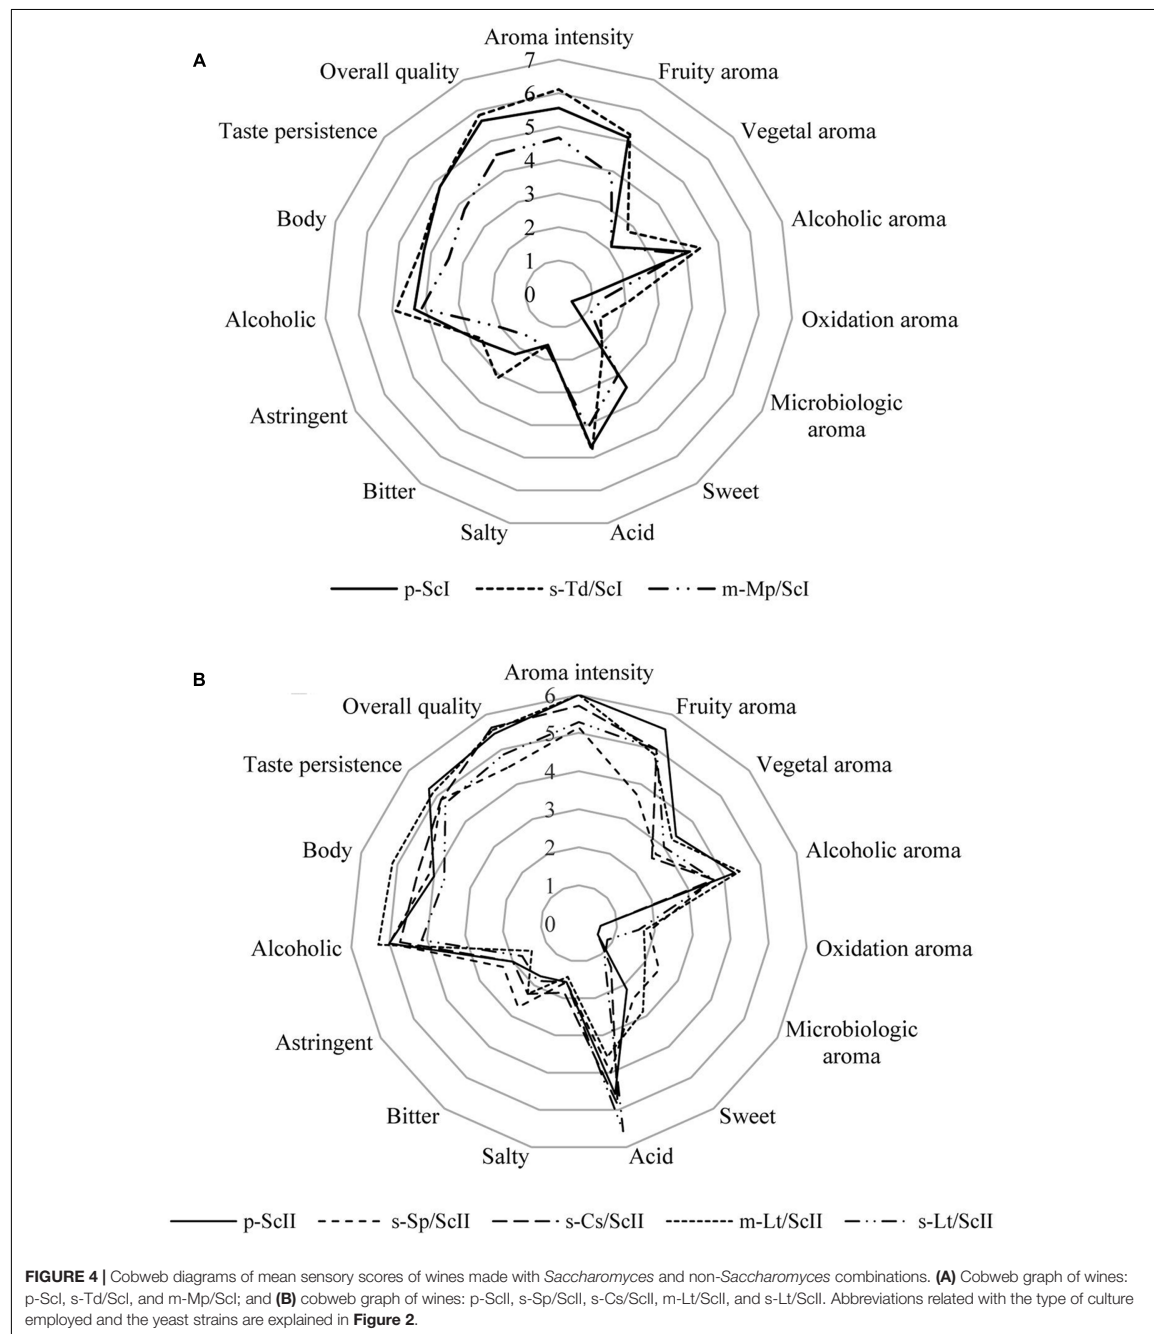 A
Aroma intensity
Overall quality
Fruity aroma
Taste persistence
Vegetal aroma
Body
Alcoholic aroma
Alcoholic
Oxidation aroma
Astringent
Microbiologic
aroma
Bitter
Sweet
Salty
Acid
7
6
5
4
3
2
1
0
p-ScI s-Td/ScI m-Mp/ScI
B
Aroma intensity
Overall quality
Fruity aroma
Taste persistence
Vegetal aroma
Body
Alcoholic aroma
Alcoholic
Oxidation aroma
Astringent
Microbiologic
aroma
Bitter
Sweet
Salty
Acid
6
5
4
3
2
1
0
p-ScII s-Sp/ScII s-Cs/ScII m-Lt/ScII s-Lt/ScII
FIGURE 4 | Cobweb diagrams of mean sensory scores of wines made with Saccharomyces and non-Saccharomyces combinations. (A) Cobweb graph of wines:
p-ScI, s-Td/ScI, and m-Mp/ScI; and (B) cobweb graph of wines: p-ScII, s-Sp/ScII, s-Cs/ScII, m-Lt/ScII, and s-Lt/ScII. Abbreviations related with the type of culture
employed and the yeast strains are explained in Figure 2.